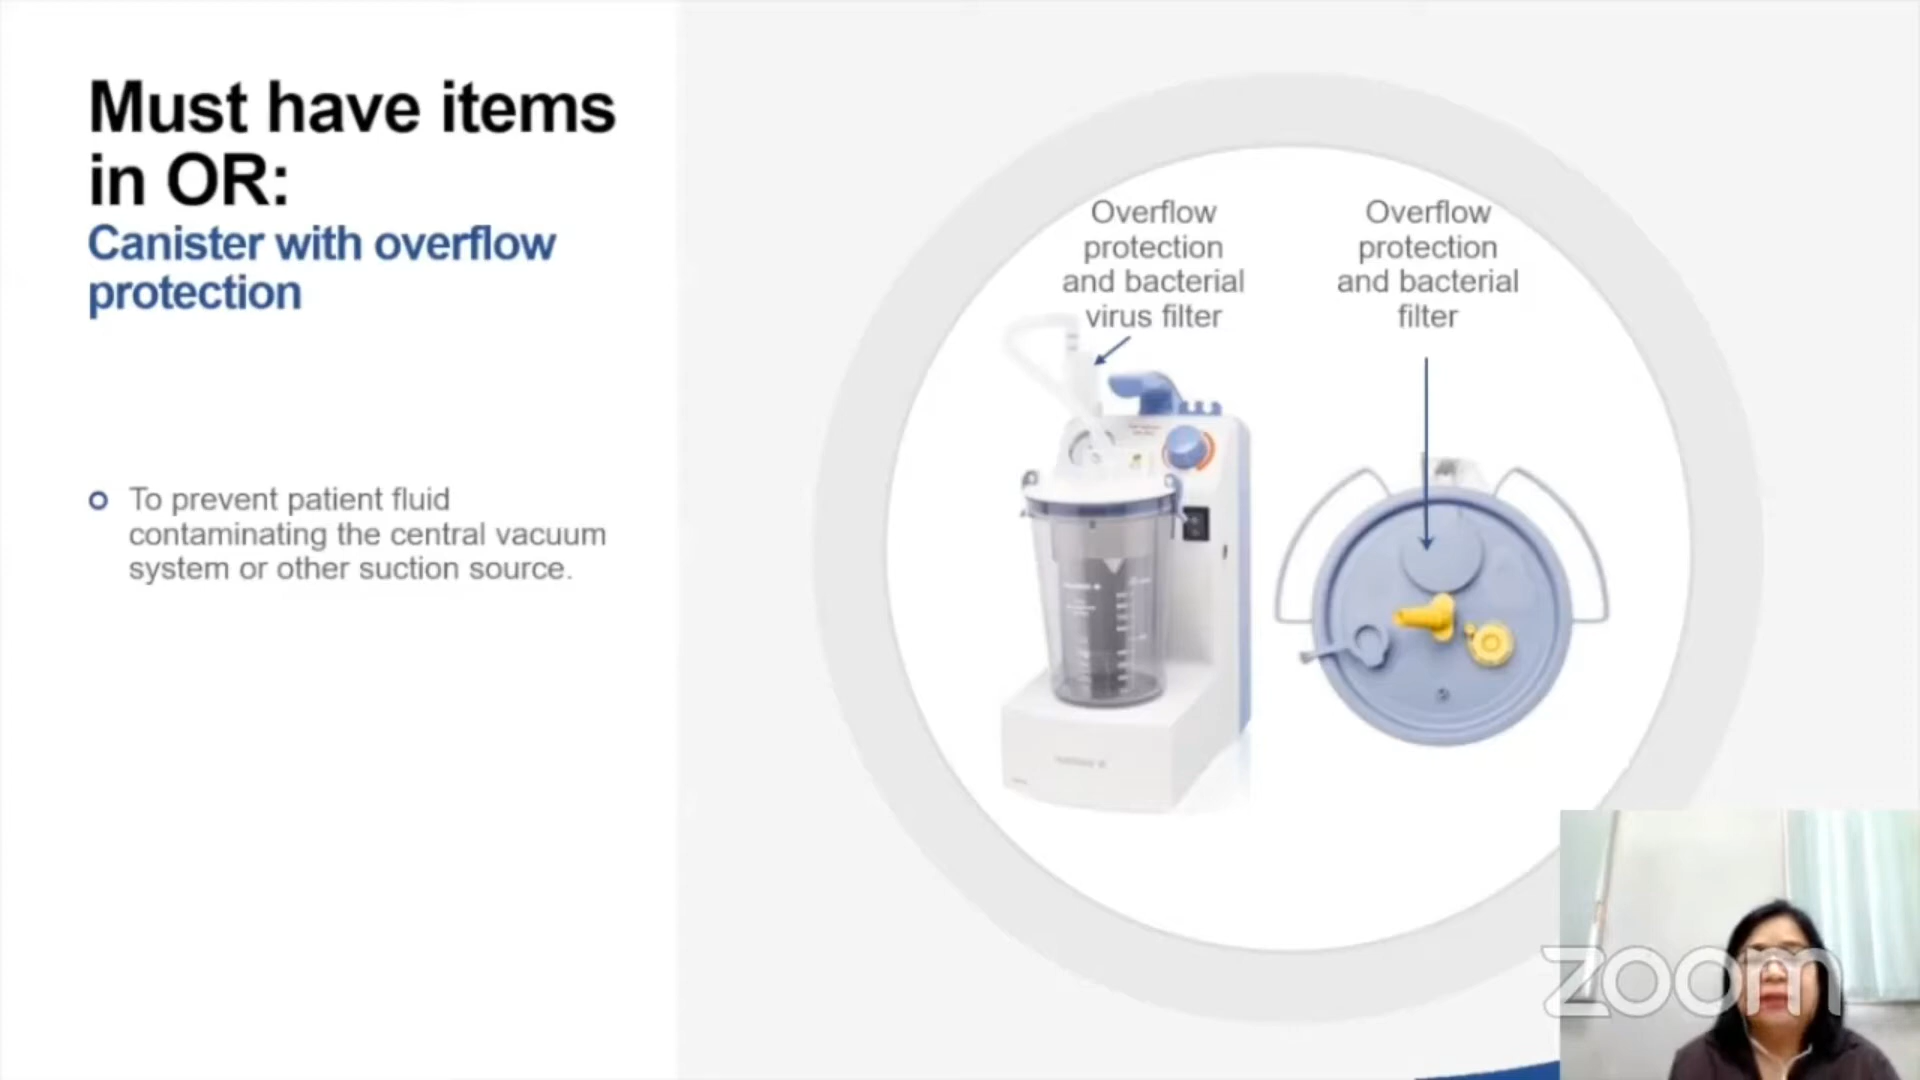 Must have items
in OR:
Canister with overflow
protection
To prevent patient fluid
contaminating the central vacuum
system or other suction source.
Overflow
protection
and bacterial
virus filter
Overflow
protection
and bacterial
filter
zoom